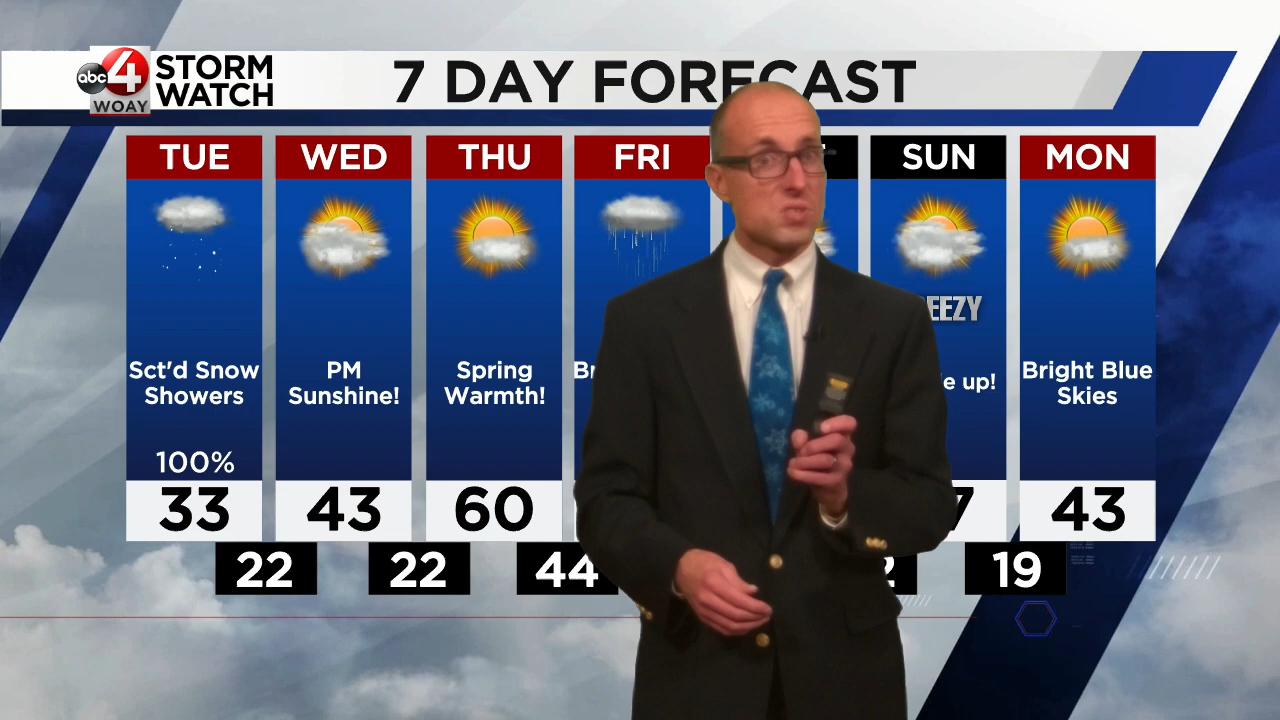 abc 4
WOAY
STORM
WATCH
7 DAY FORECAST
TUE
WED
THU
FRI
SUN
MON
Sct'd Snow
Showers
100%
33
PM
Sunshine!
43
Spring
Warmth!
60
up!
Bright Blue
Skies
43
22
22
44
19